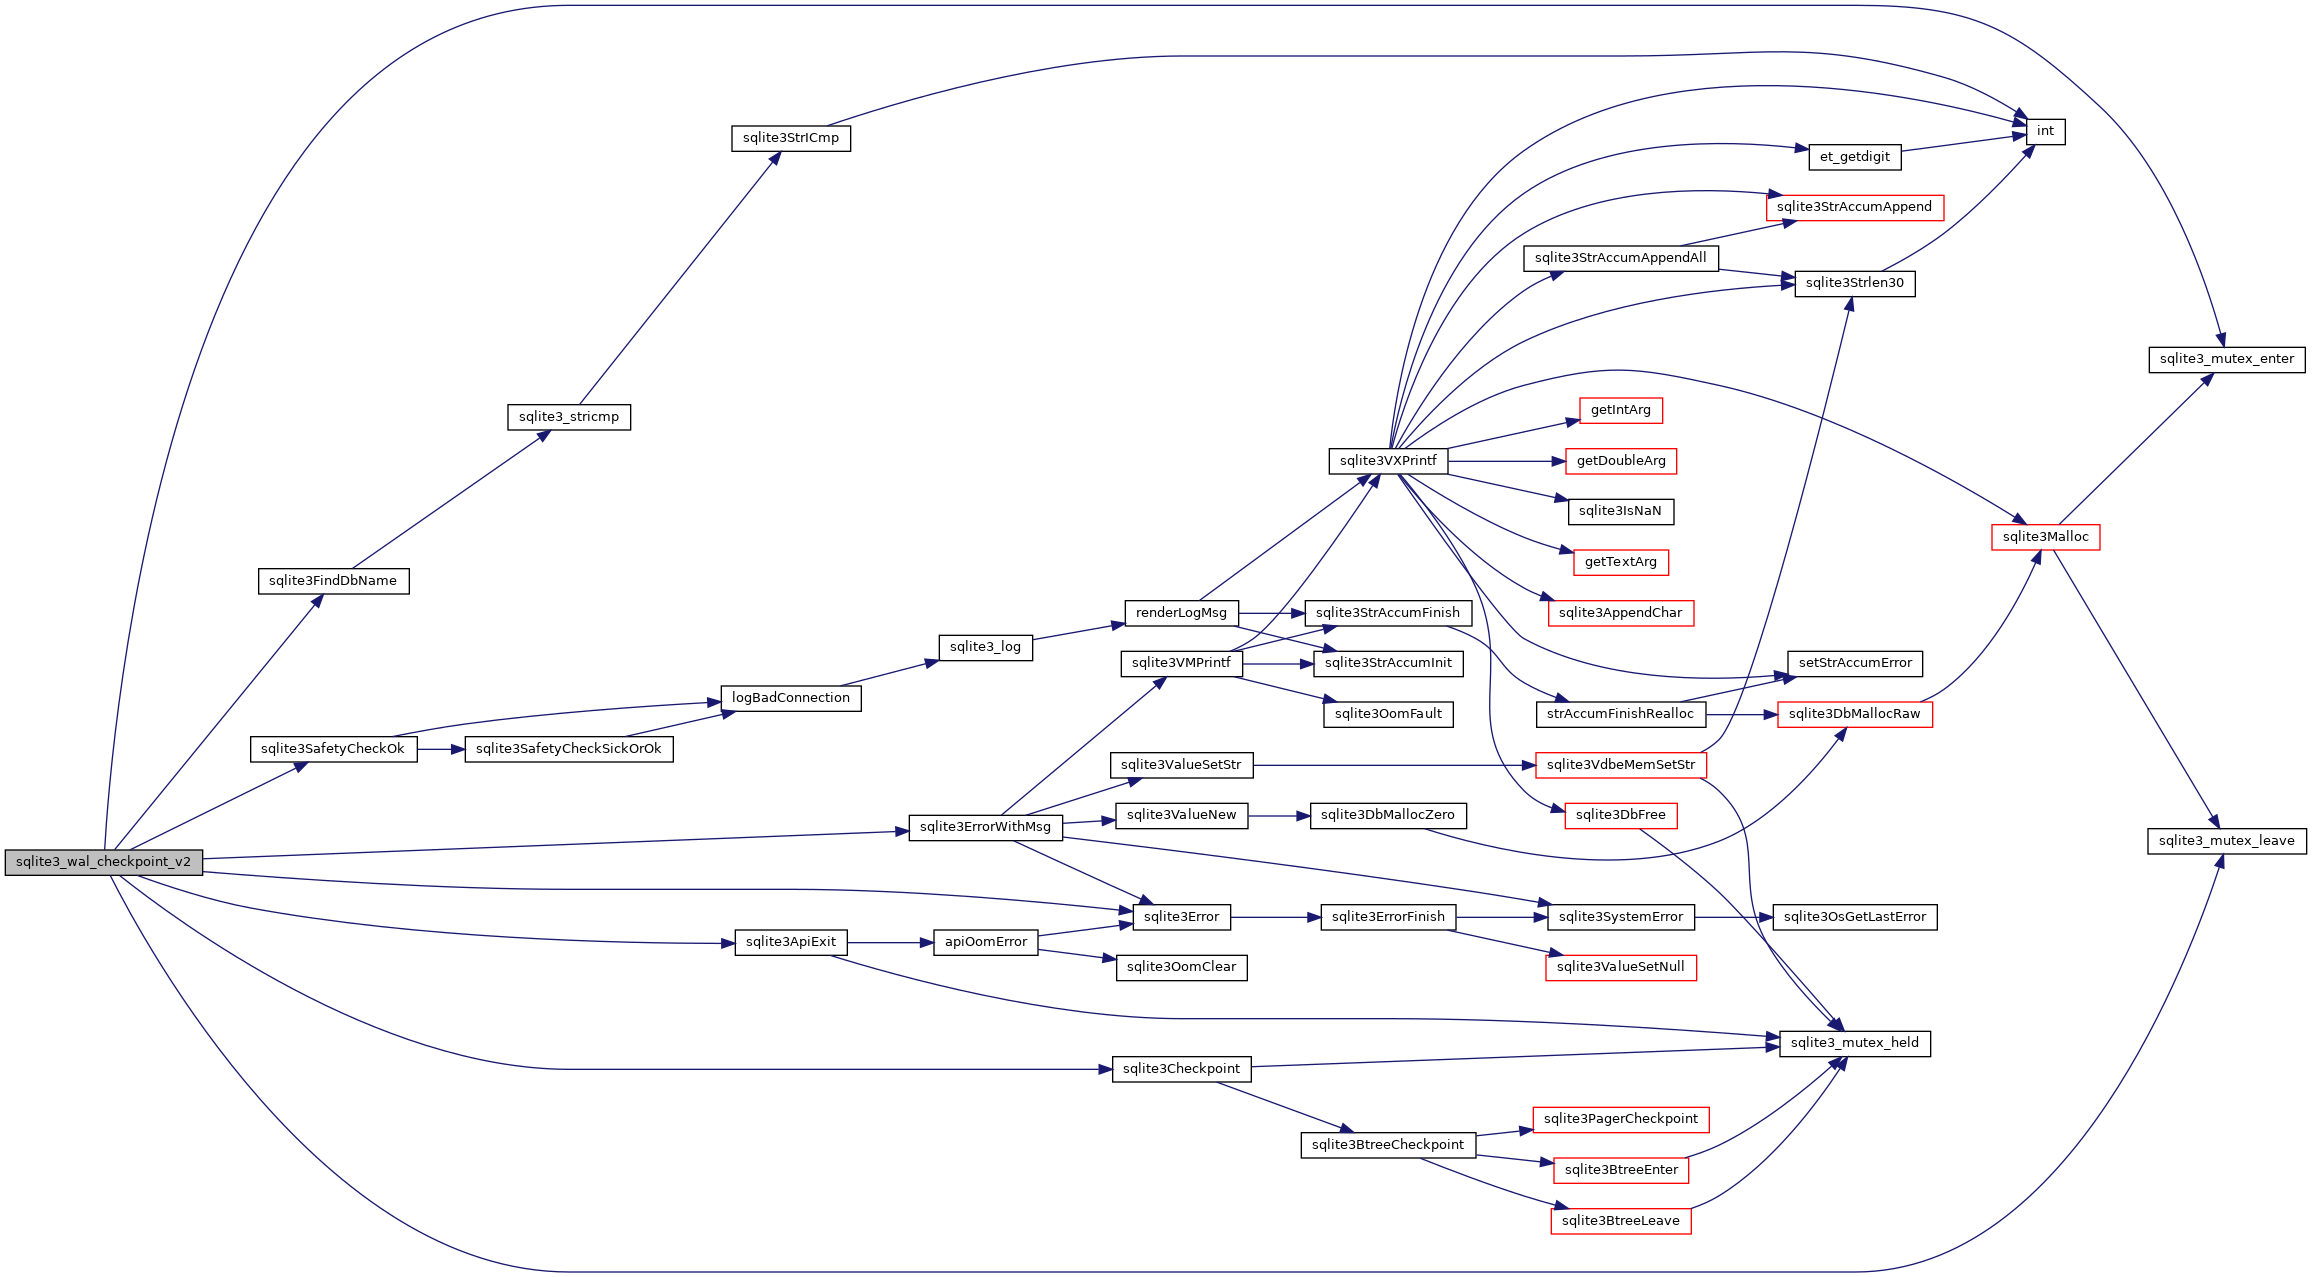 sqlite3StrICmp
int
et_getdigit
sqlite3StrAccumAppend
sqlite3StrAccumAppendAll
sqlite3Strlen30
sqlite3_mutex_enter
getIntArg
sqlite3_stricmp
sqlite3VXPrintf
getDoubleArg
sqlite3IsNaN
sqlite3Malloc
getTextArg
sqlite3FindDbName
renderLogMsg
sqlite3StrAccumFinish
sqlite3AppendChar
sqlite3_log
sqlite3VMPrintf
sqlite3StrAccumInit
setStrAccumError
logBadConnection
sqlite3OomFault
strAccumFinishRealloc
sqlite3DbMallocRaw
sqlite3SafetyCheckOk
sqlite3SafetyCheckSickOrOk
sqlite3ValueSetStr
sqlite3VdbeMemSetStr
sqlite3ErrorWithMsg
sqlite3ValueNew
sqlite3DbMallocZero
sqlite3DbFree
sqlite3_mutex_leave
sqlite3_wal_checkpoint_v2
sqlite3Error
sqlite3ErrorFinish
sqlite3SystemError
sqlite3OsGetLastError
sqlite3ApiExit
apiOomError
sqlite3OomClear
sqlite3ValueSetNull
sqlite3_mutex_held
sqlite3Checkpoint
sqlite3PagerCheckpoint
sqlite3BtreeCheckpoint
sqlite3BtreeEnter
sqlite3BtreeLeave